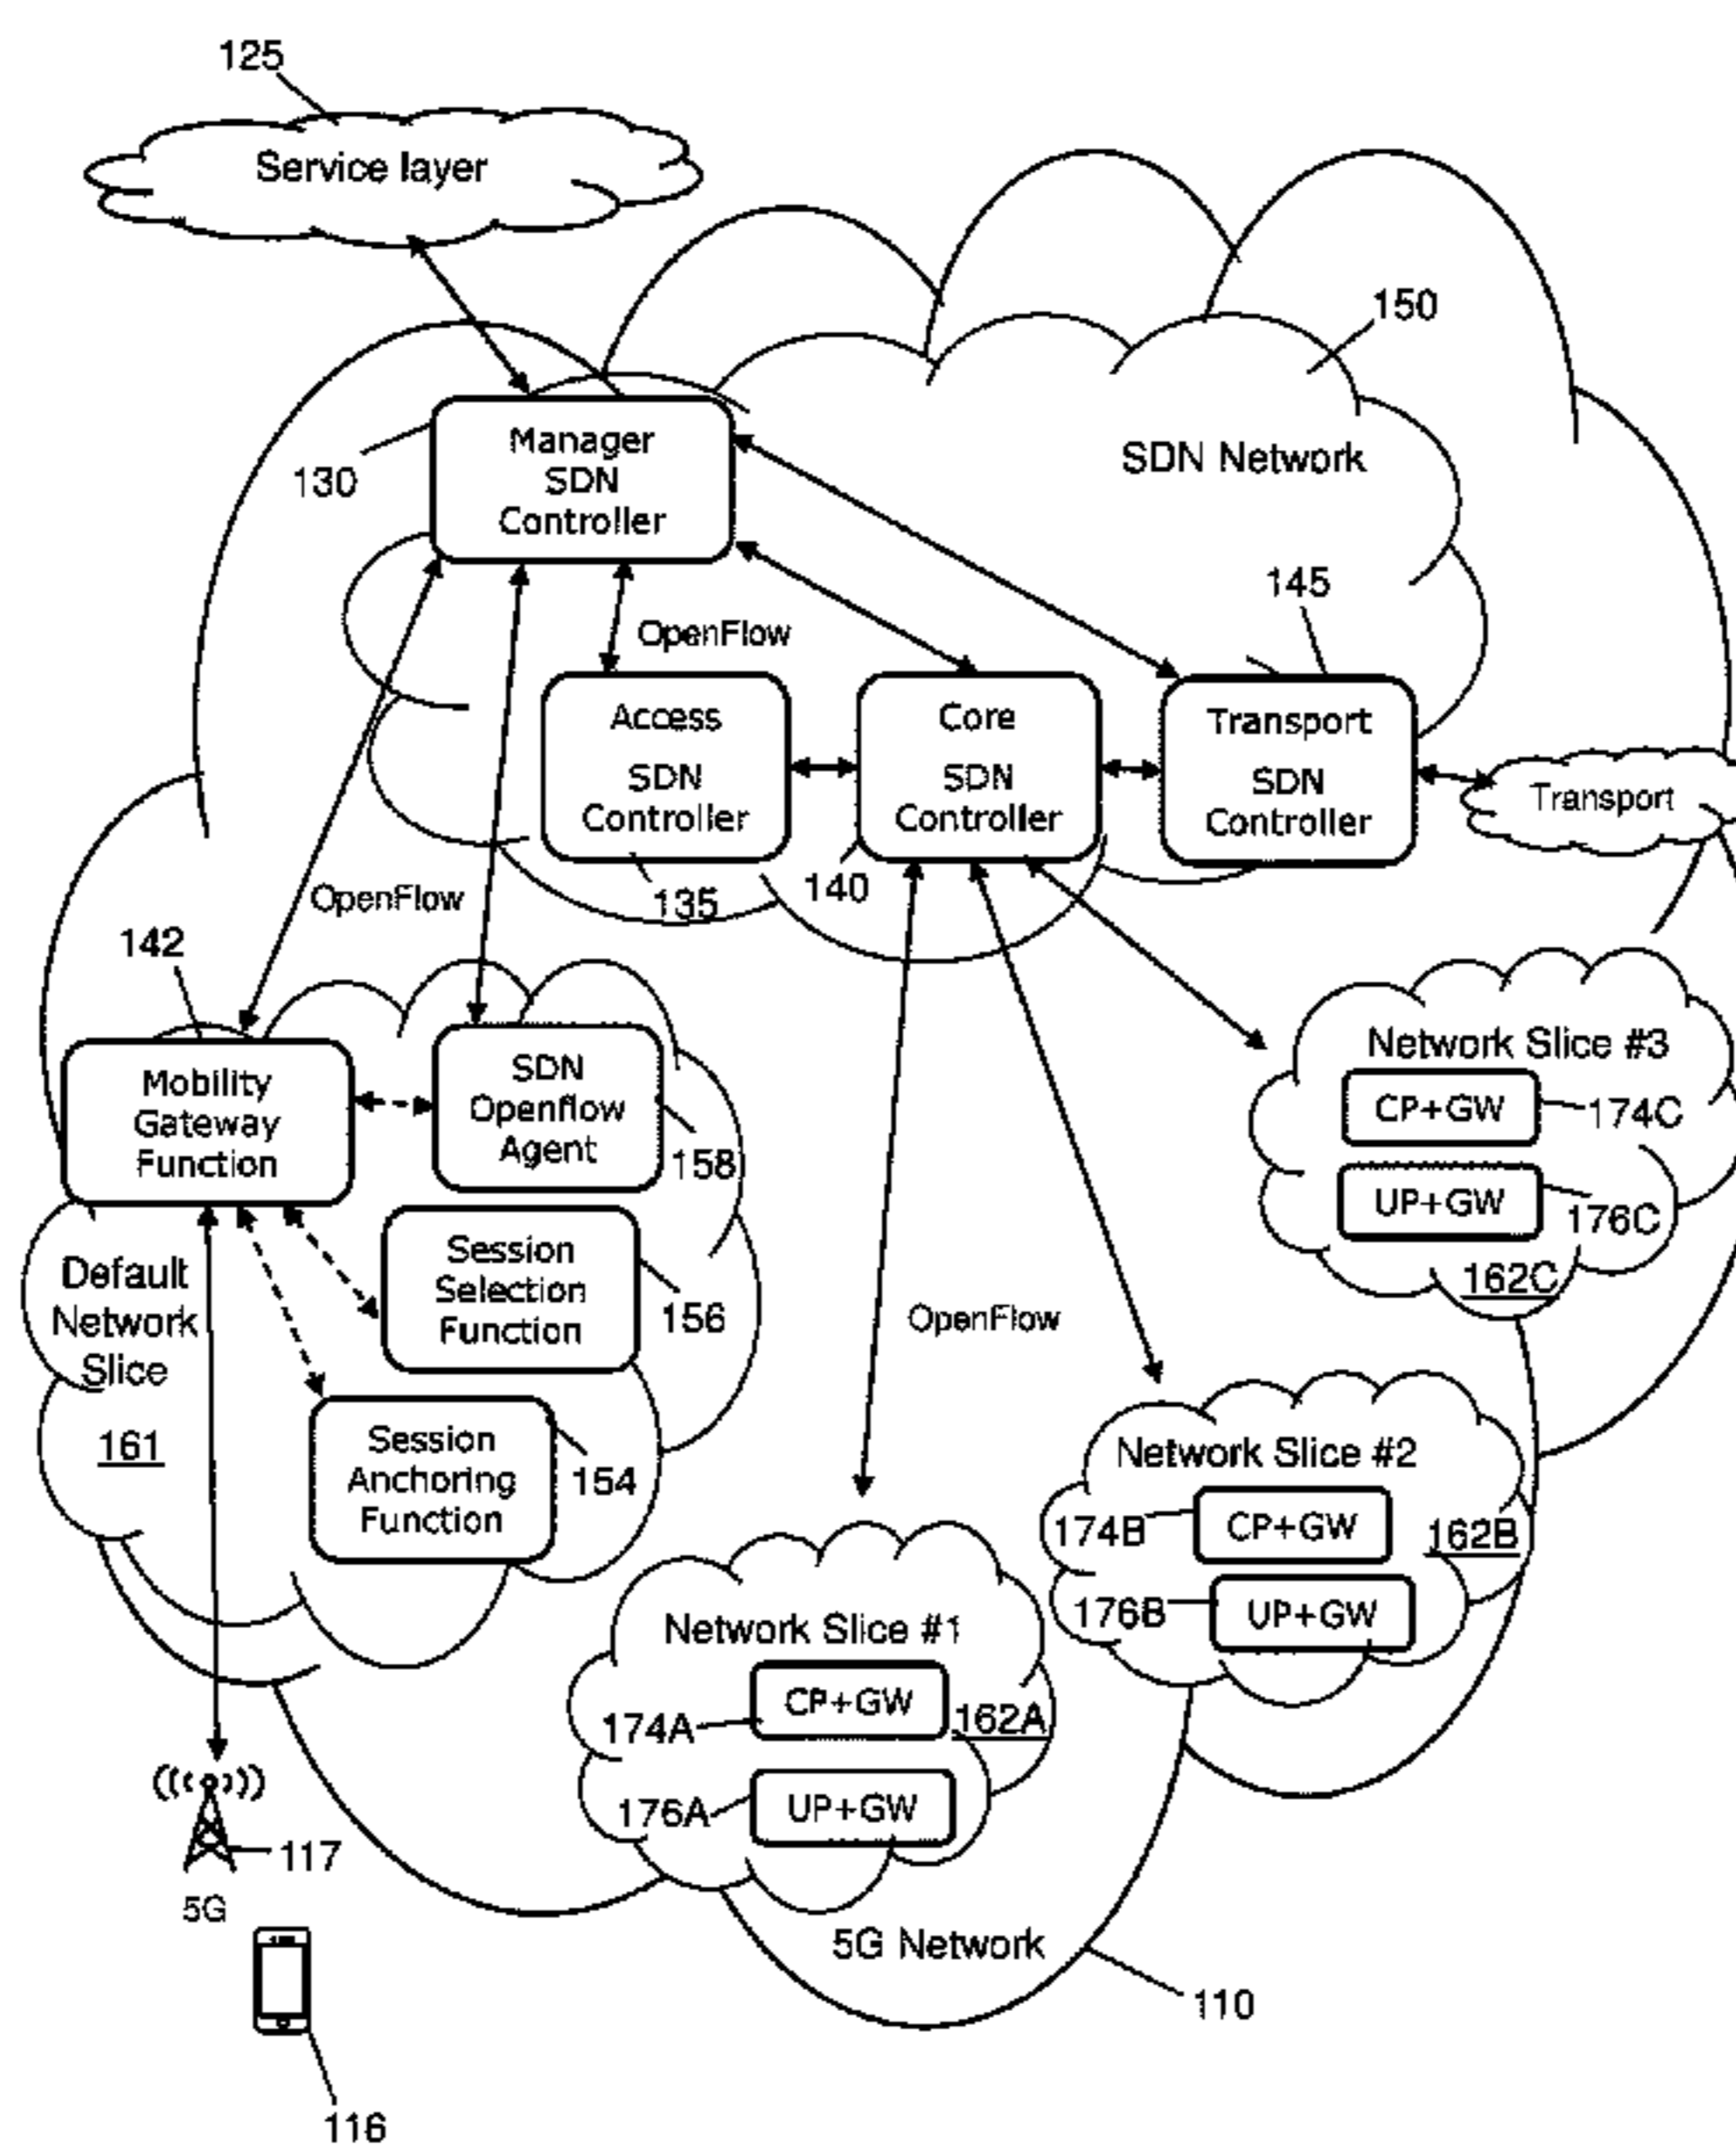 125
Service layer
150
SDN Network
Manager
SDN
Controller
130
145
OpenFlow
Access
SDN
Controller
Core
SDN
Controller
Transport
SDN
Controller
Transport
135
140
OpenFlow
142
Mobility
Gateway
Function
SDN
Openflow
Agent
158
Network Slice #3
CP+GW
174C
UP+GW
176C
162C
Default
Network
Slice
161
Session
Selection
Function
156
OpenFlow
Session
Anchoring
Function
154
Network Slice #2
174B
CP+GW
162B
176B
UP+GW
Network Slice #1
CP+GW
174A
162A
176A
UP+GW
117
5G
5G Network
110
116